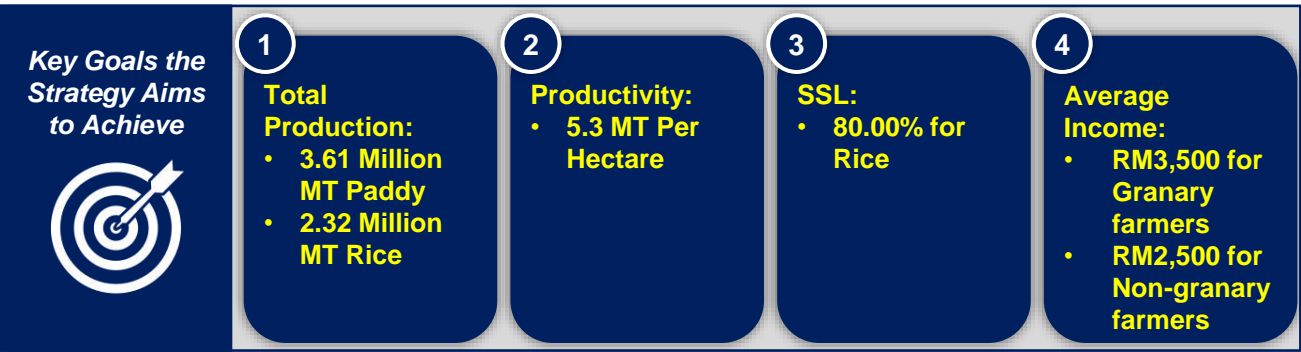 Key Goals the
Strategy Aims
to Achieve
1
Total
Production:
• 3.61 Million
MT Paddy
• 2.32 Million
MT Rice
2
Productivity:
• 5.3 MT Per
Hectare
3
SSL:
• 80.00% for
Rice
4
Average
Income:
• RM3,500 for
Granary
farmers
• RM2,500 for
Non-granary
farmers